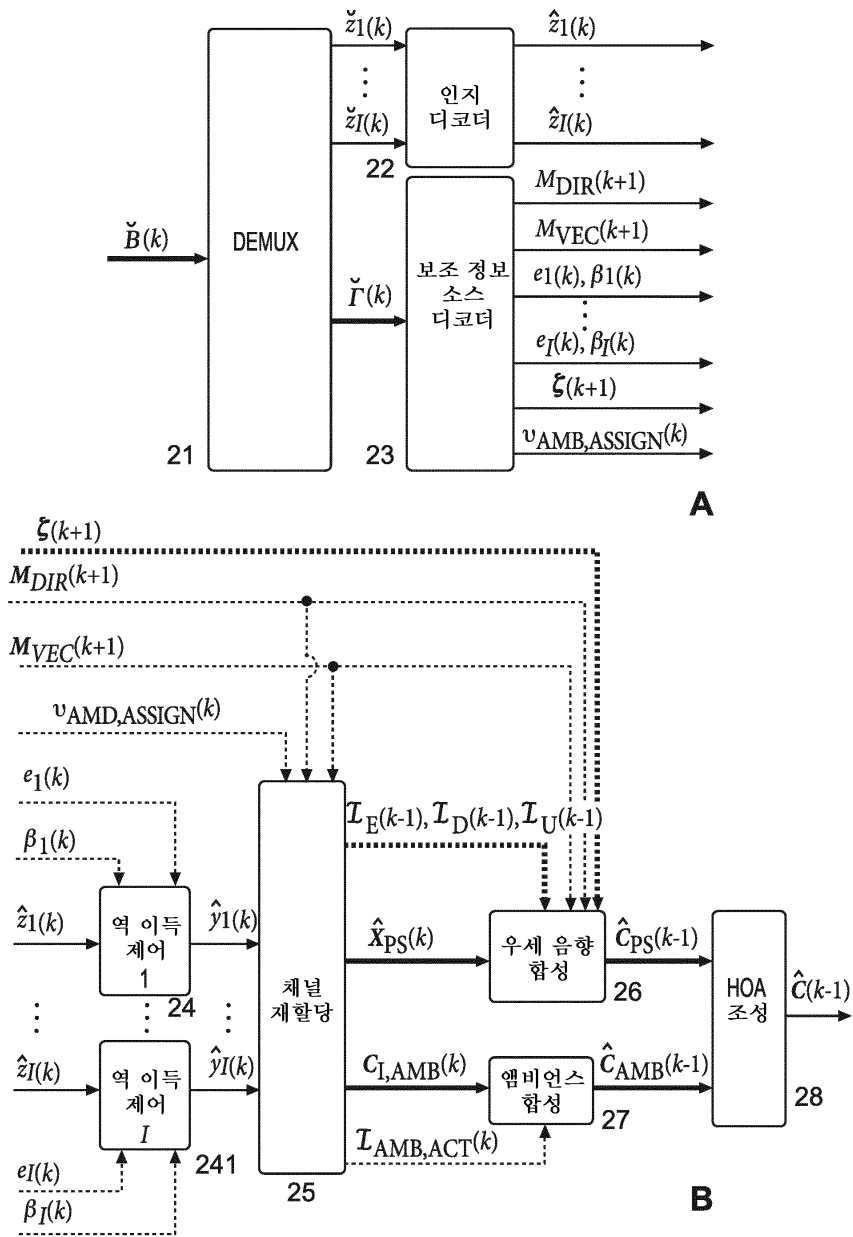 z̆1(k)
ẑ1(k)
인지
디코더
z̆I(k)
ẑI(k)
22
M_DIR(k+1)
M_VEC(k+1)
B̆(k)
DEMUX
보조 정보
소스
디코더
e1(k), β1(k)
Γ̆(k)
eI(k), βI(k)
ζ(k+1)
υAMB,ASSIGN(k)
21
23
A
ζ(k+1)
M_DIR(k+1)
M_VEC(k+1)
υAMD,ASSIGN(k)
e1(k)
β1(k)
ℐE(k-1), ℐD(k-1), ℐU(k-1)
ẑ1(k)
역 이득
제어
1
24
ŷ1(k)
채널
재할당
X̂PS(k)
우세 음향
합성
26
ĈPS(k-1)
HOA
조성
Ĉ(k-1)
ẑI(k)
역 이득
제어
I
241
ŷI(k)
CI,AMB(k)
앰비언스
합성
27
ĈAMB(k-1)
28
ℐAMB,ACT(k)
eI(k)
βI(k)
25
B